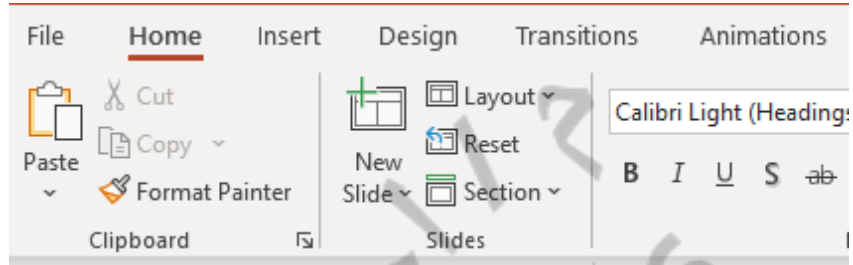 File Home Insert Design Transitions Animations
Cut
Copy
Format Painter
Paste
Clipboard
New
Slide
Layout
Reset
Section
Slides
Calibri Light (Headings
B I U S ab